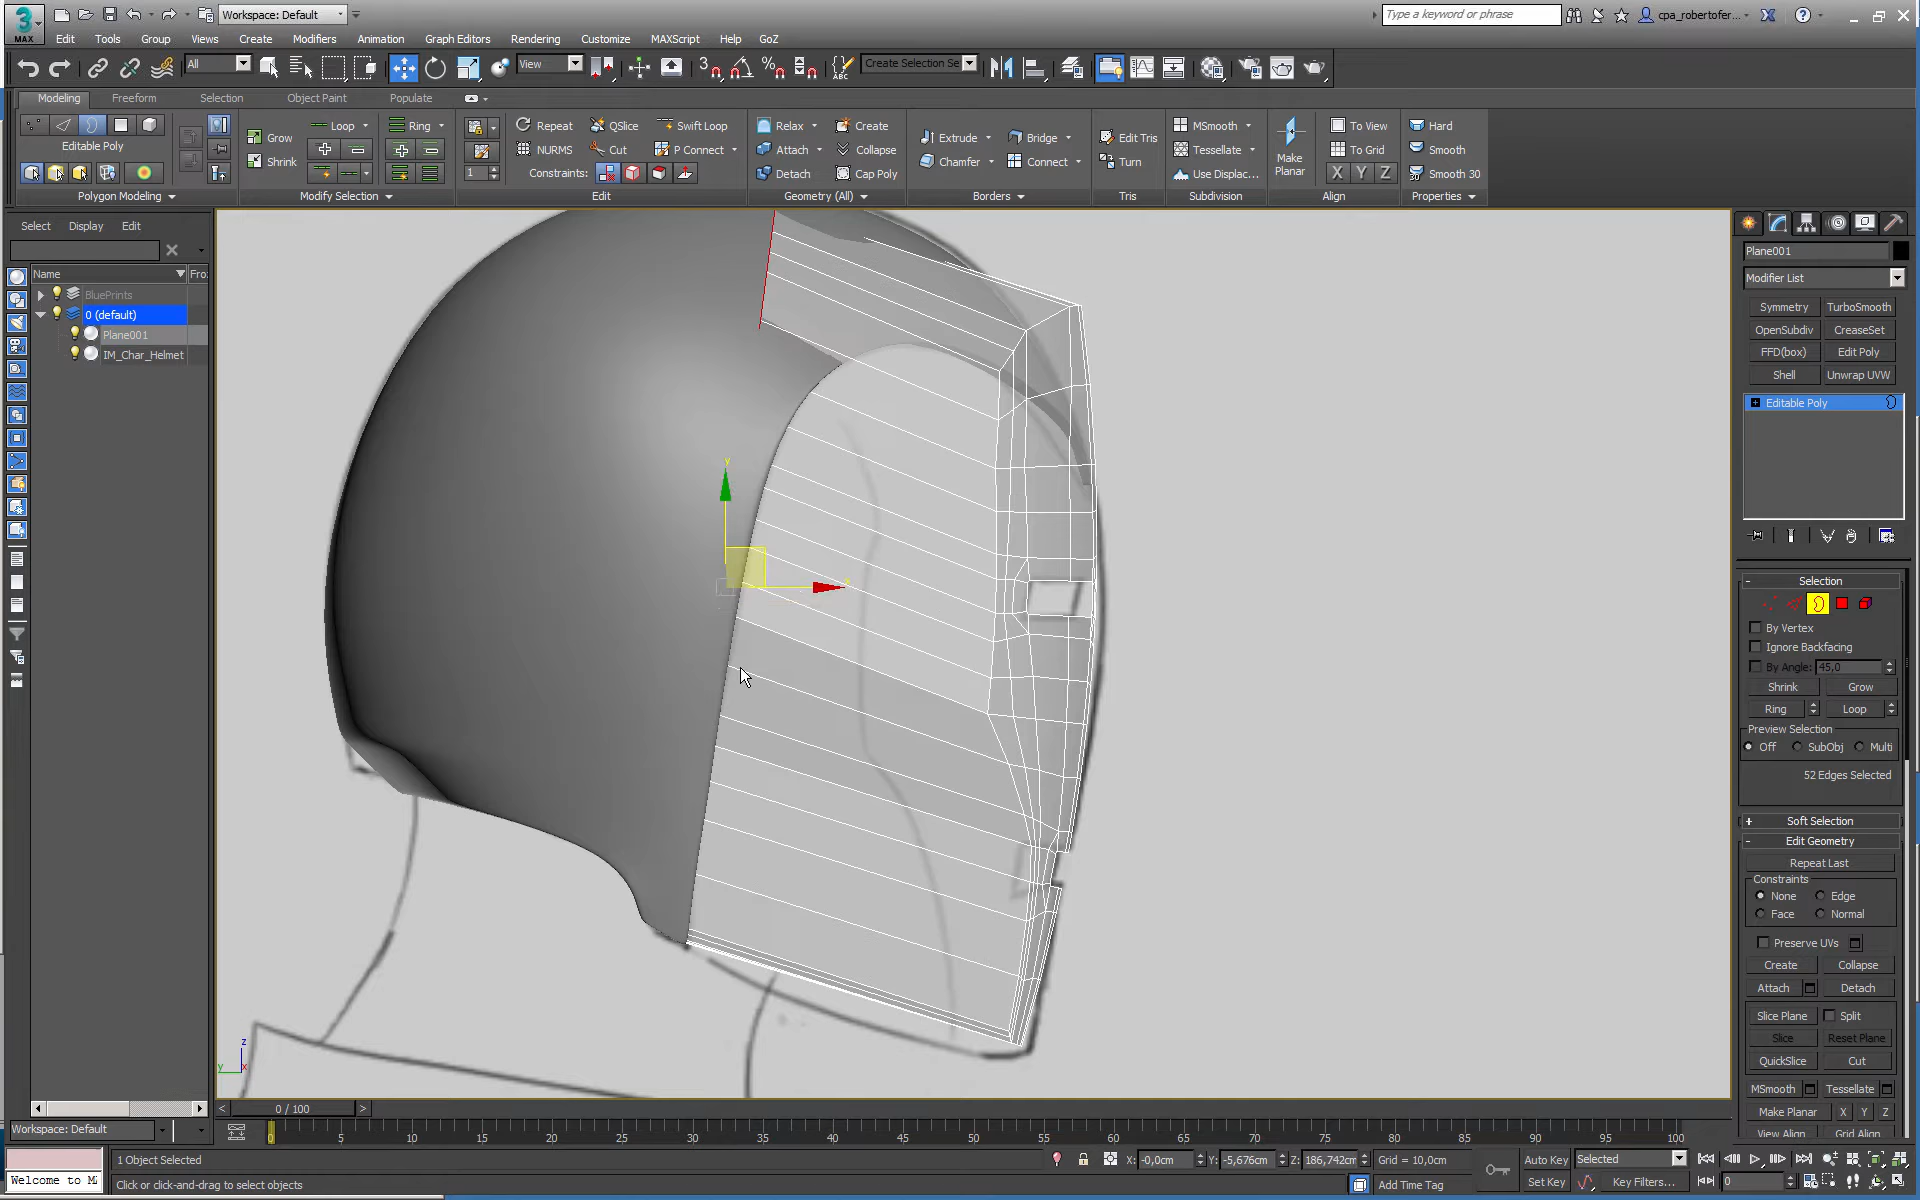 3
MAX
Workspace: Default
Type a keyword or phrase
cpa_robertofer...
Edit Tools Group Views Create Modifiers Animation Graph Editors Rendering Customize MAXScript Help GoZ
All
View
3
ABC
Create Selection Se
Modeling Freeform Selection Object Paint Populate
Editable Poly
Polygon Modeling
Grow
Shrink
Loop
Ring
Modify Selection
1
Repeat QSlice Swift Loop
NURMS Cut P Connect
Constraints:
Edit
Relax Create
Attach Collapse
Detach Cap Poly
Geometry (All)
Extrude Bridge
Chamfer Connect
Borders
Edit Tris
Turn
Tris
MSmooth
Tessellate
Use Displac...
Subdivision
Make
Planar
To View
To Grid
X Y Z
Align
Hard
Smooth
Smooth 30
Properties
Select Display Edit
Name Fro
BluePrints
0 (default)
Plane001
IM_Char_Helmet
y
z
y x
Plane001
Modifier List
Symmetry TurboSmooth
OpenSubdiv CreaseSet
FFD(box) Edit Poly
Shell Unwrap UVW
Editable Poly
Selection
By Vertex
Ignore Backfacing
By Angle: 45,0
Shrink Grow
Ring Loop
Preview Selection
Off SubObj Multi
52 Edges Selected
Soft Selection
Edit Geometry
Repeat Last
Constraints
None Edge
Face Normal
Preserve UVs
Create Collapse
Attach Detach
Slice Plane Split
Slice Reset Plane
QuickSlice Cut
MSmooth Tessellate
Make Planar X Y Z
View Align Grid Align
0 / 100
Workspace: Default
0 5 10 15 20 25 30 35 40 45 50 55 60 65 70 75 80 85 90 95 100
1 Object Selected
X: -0,0cm Y: -5,676cm Z: 186,742cm Grid = 10,0cm
Auto Key Selected
Welcome to M
Click or click-and-drag to select objects
Add Time Tag
Set Key Key Filters...
0